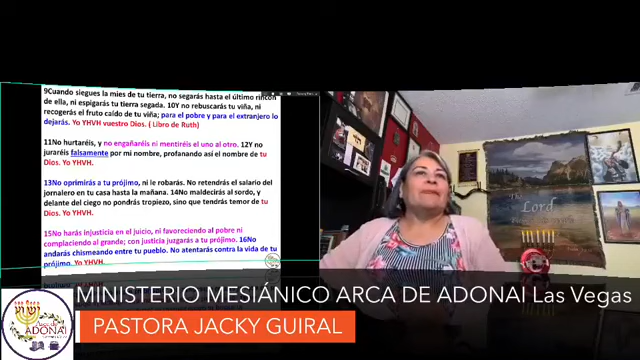 9Cuando siegues la mies de tu tierra, no segarás hasta el último rincón
de ella, ni espigarás tu tierra segada. 10Y no rebuscarás tu viña, ni
recogerás el fruto caído de tu viña; para el pobre y para el extranjero lo
dejarás. Yo YHVH vuestro Dios. ( Libro de Ruth)
11No hurtaréis, y no engañaréis ni mentiréis el uno al otro. 12Y no
juraréis falsamente por mi nombre, profanando así el nombre de tu
Dios. Yo YHVH.
13No oprimirás a tu prójimo, ni le robarás. No retendrás el salario del
jornalero en tu casa hasta la mañana. 14No maldecirás al sordo, y
delante del ciego no pondrás tropiezo, sino que tendrás temor de tu
Dios. Yo YHVH.
15No harás injusticia en el juicio, ni favoreciendo al pobre ni
complaciendo al grande; con justicia juzgarás a tu prójimo. 16No
andarás chismeando entre tu pueblo. No atentarás contra la vida de tu
prójimo. Yo YHVH.
The
Lord
MINISTERIO MESIÁNICO ARCA DE ADONAI Las Vegas
PASTORA JACKY GUIRAL
Arca de
ADONAI